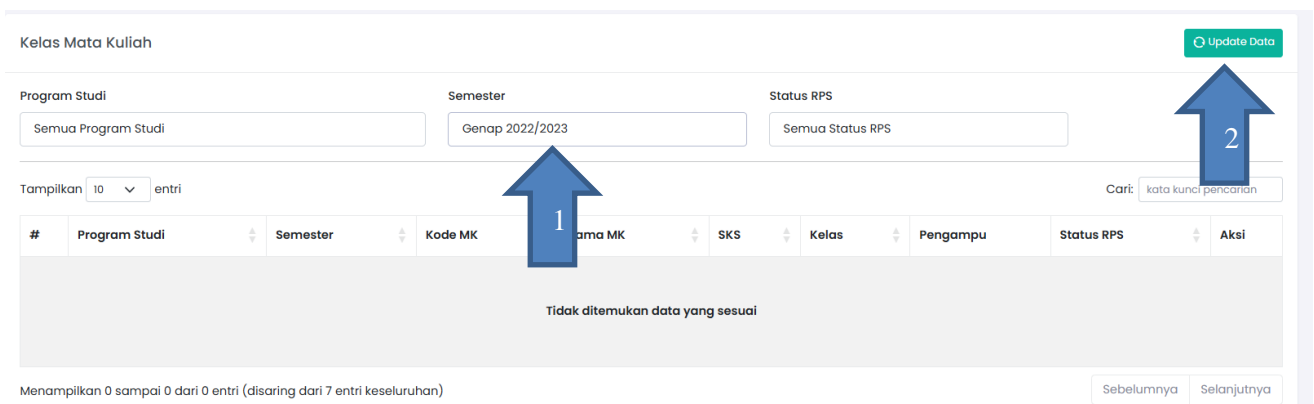 Kelas Mata Kuliah
Update Data
Program Studi Semester Status RPS
Semua Program Studi Genap 2022/2023 Semua Status RPS
2
Tampilkan 10 entri Cari: kata kunci pencarian
1
# Program Studi Semester Kode MK ama MK SKS Kelas Pengampu Status RPS Aksi
Tidak ditemukan data yang sesuai
Menampilkan 0 sampai 0 dari 0 entri (disaring dari 7 entri keseluruhan) Sebelumnya Selanjutnya